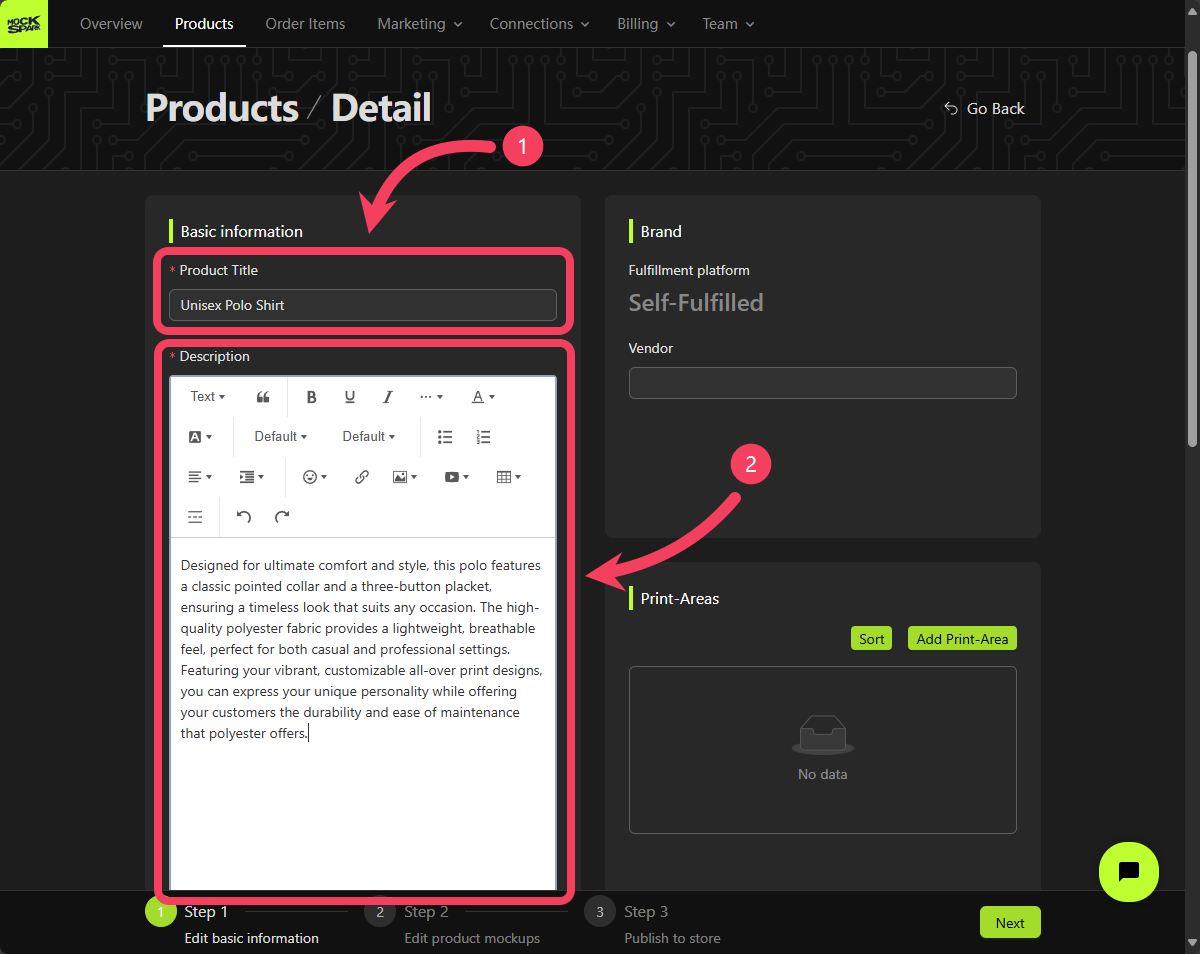 MOCK SPARK
Overview Products Order Items Marketing Connections Billing Team
Products / Detail
Go Back
1
Basic information
* Product Title
Unisex Polo Shirt
* Description
Text B U I ... A
A Default Default
Designed for ultimate comfort and style, this polo features
a classic pointed collar and a three-button placket,
ensuring a timeless look that suits any occasion. The high-
quality polyester fabric provides a lightweight, breathable
feel, perfect for both casual and professional settings.
Featuring your vibrant, customizable all-over print designs,
you can express your unique personality while offering
your customers the durability and ease of maintenance
that polyester offers.
Brand
Fulfillment platform
Self-Fulfilled
Vendor
2
Print-Areas
Sort Add Print-Area
No data
1 Step 1
Edit basic information
2 Step 2
Edit product mockups
3 Step 3
Publish to store
Next